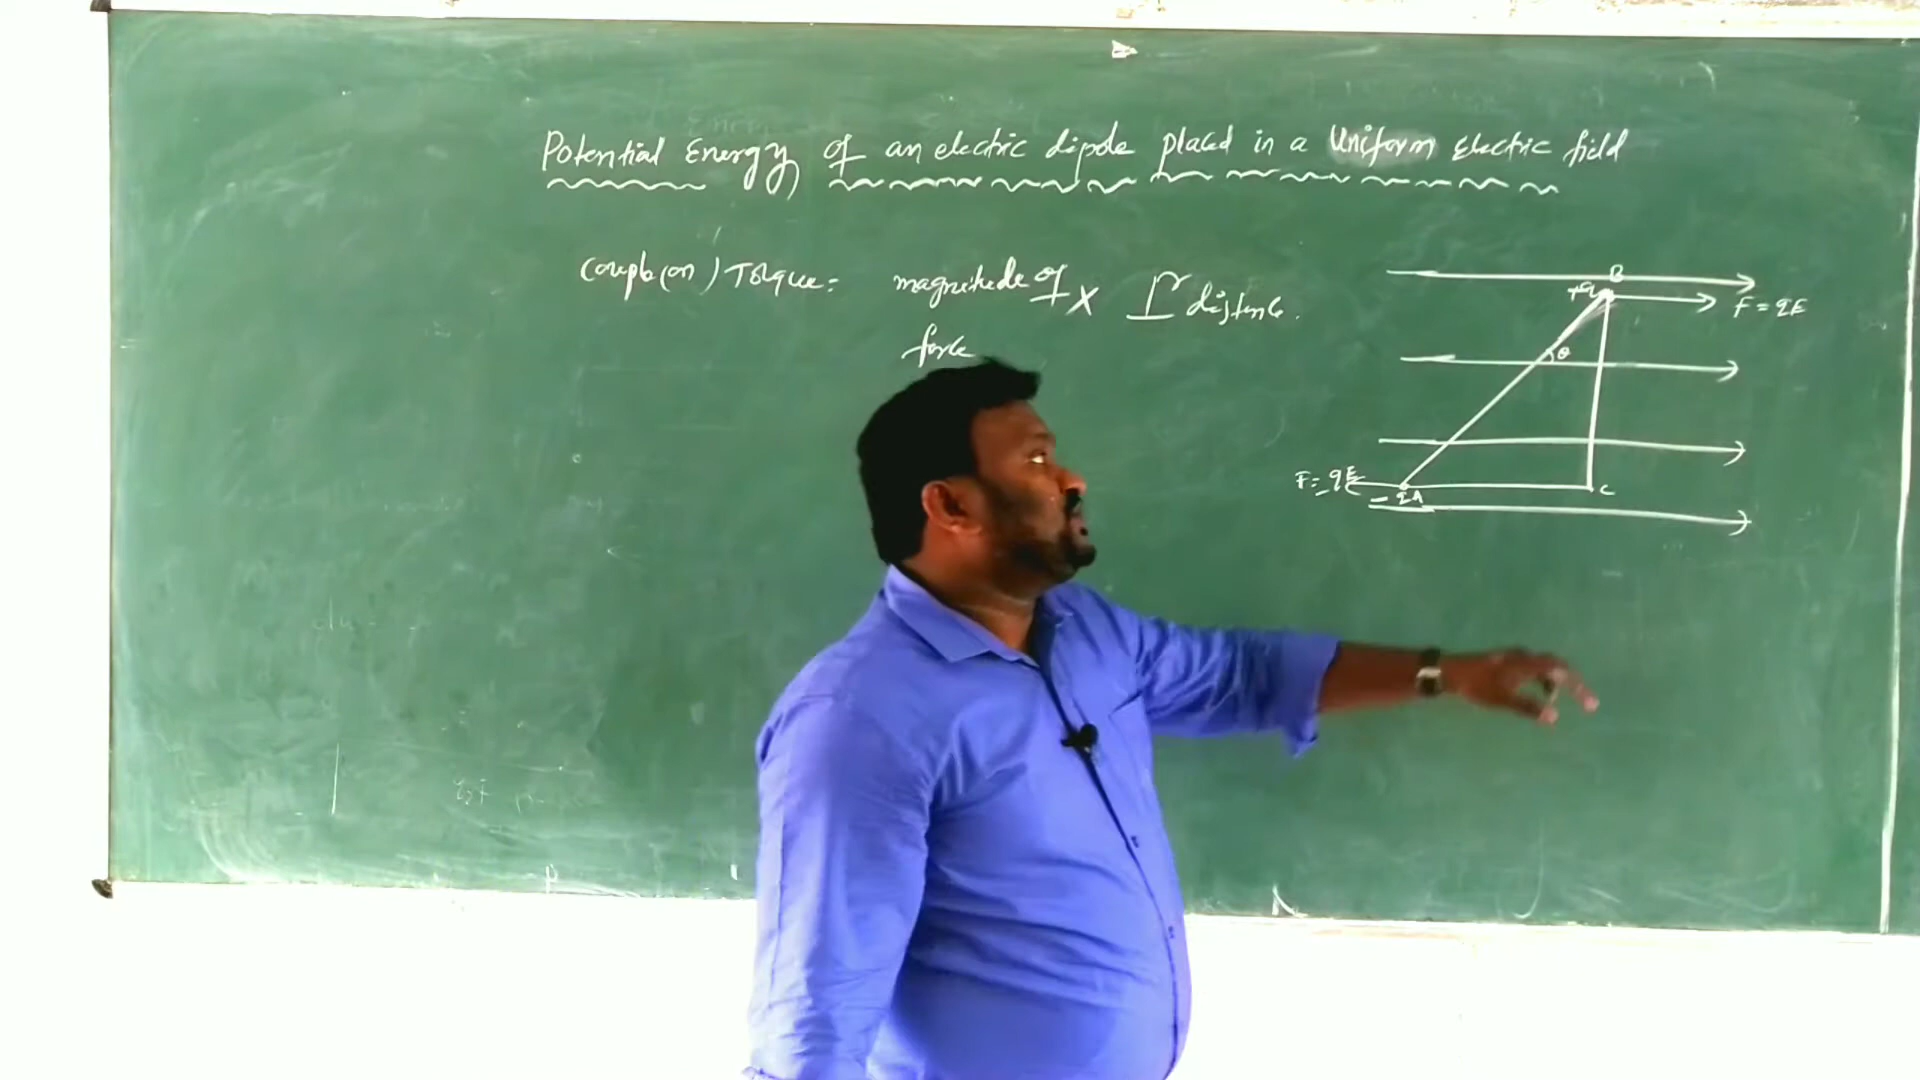 Potential Energy of an electric dipole placed in a Uniform Electric field
Couple (or) Torque = magnitude of × ⊥r distance.
force
B
+q
F = qE
θ
F = -qE
-q A
C